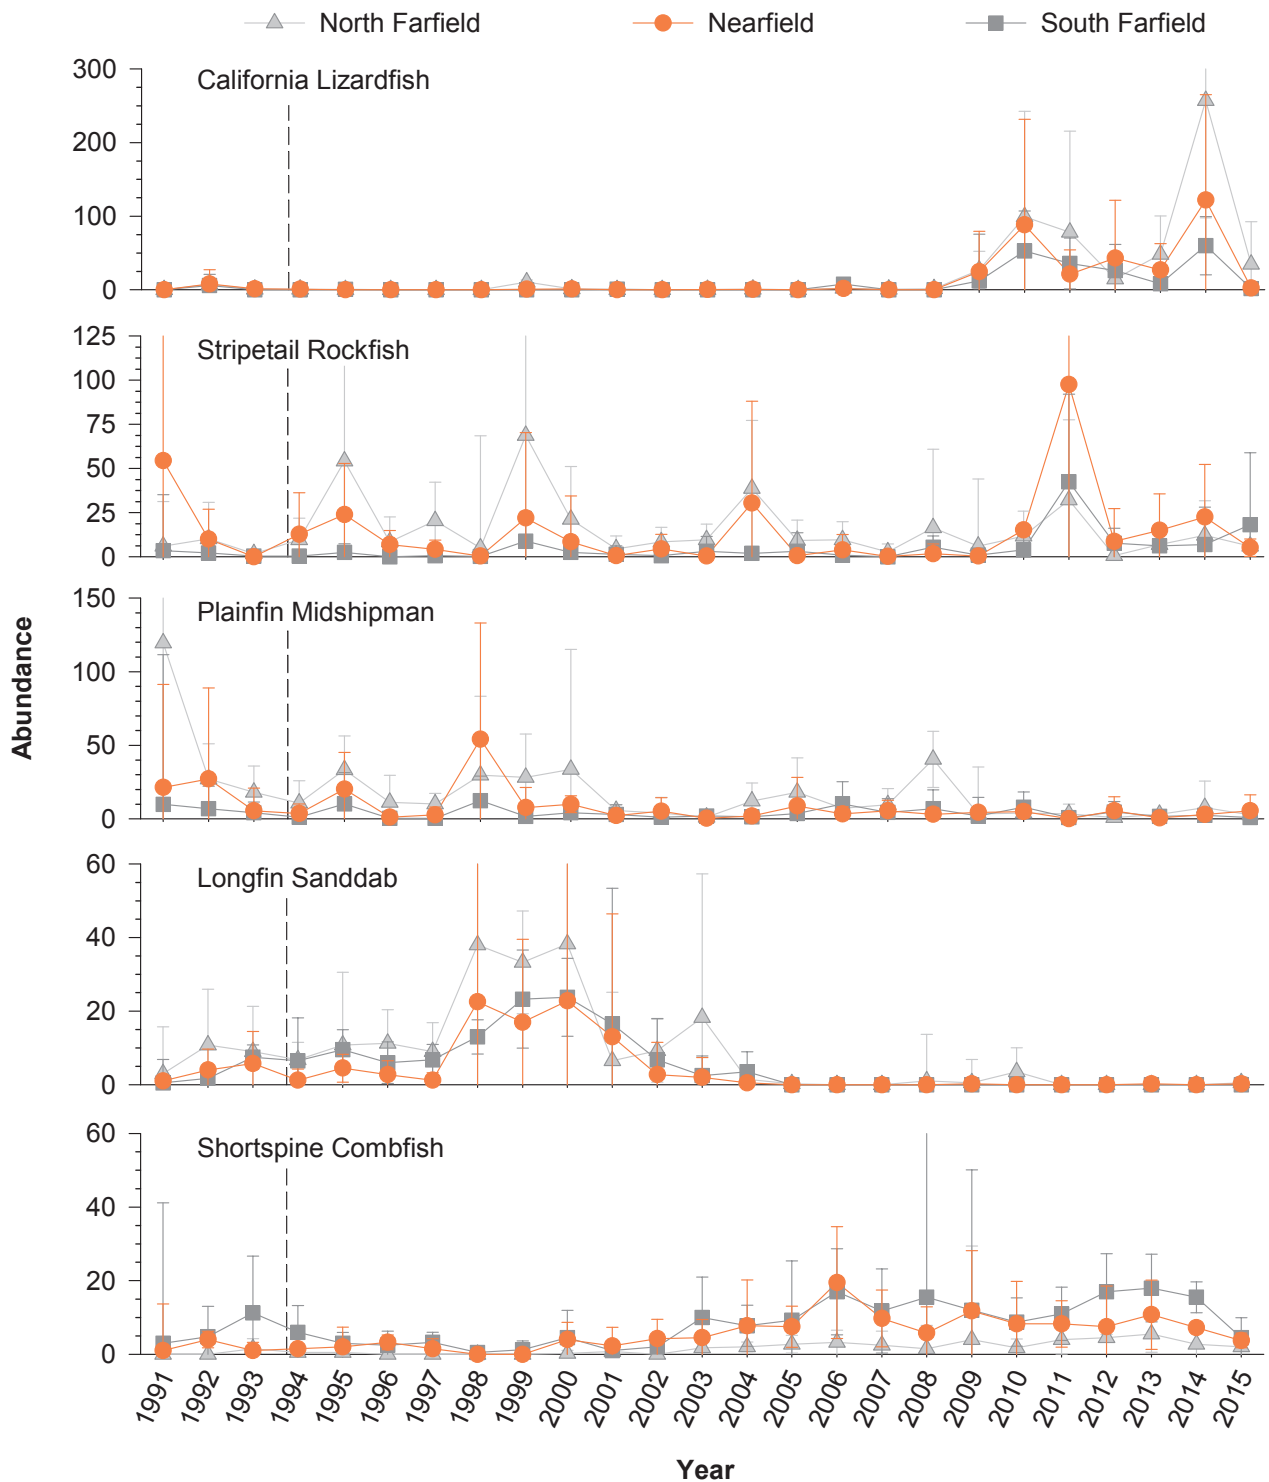 North Farfield Nearfield South Farfield
California Lizardfish
300
200
100
0
Stripetail Rockfish
125
100
75
50
25
0
Plainfin Midshipman
150
100
50
0
Abundance
Longfin Sanddab
60
40
20
0
Shortspine Combfish
60
40
20
0
1991 1992 1993 1994 1995 1996 1997 1998 1999 2000 2001 2002 2003 2004 2005 2006 2007 2008 2009 2010 2011 2012 2013 2014 2015
Year